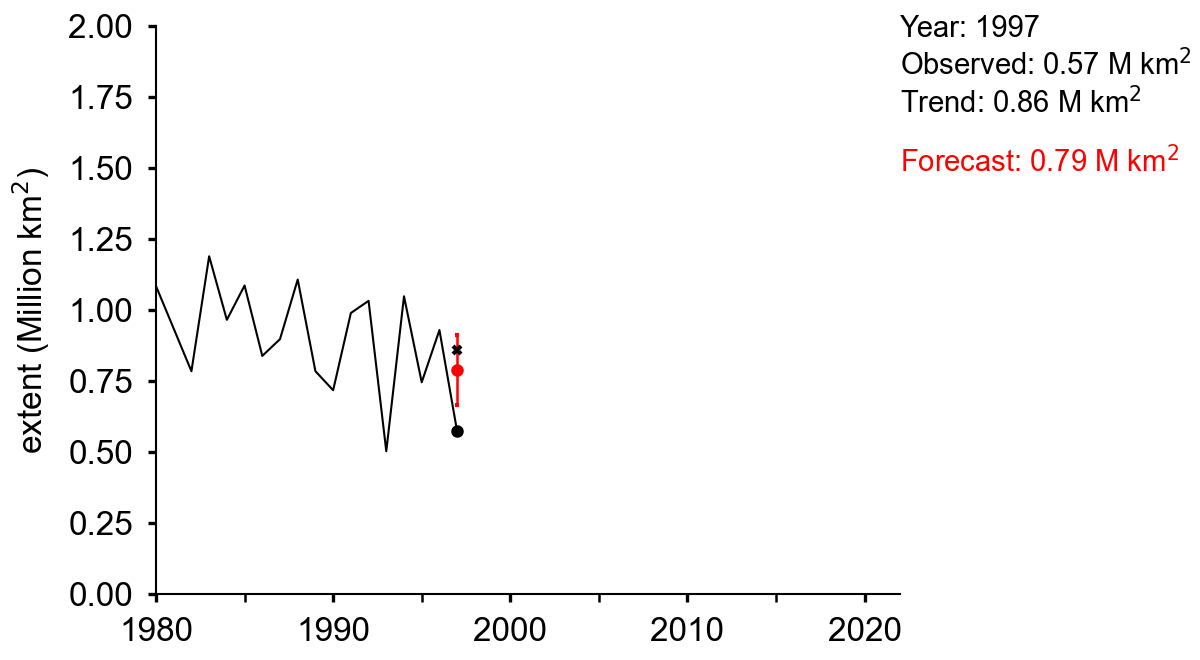 2.00
1.75
1.50
1.25
1.00
0.75
0.50
0.25
0.00
extent (Million km²)
1980
1990
2000
2010
2020
Year: 1997
Observed: 0.57 M km²
Trend: 0.86 M km²
Forecast: 0.79 M km²